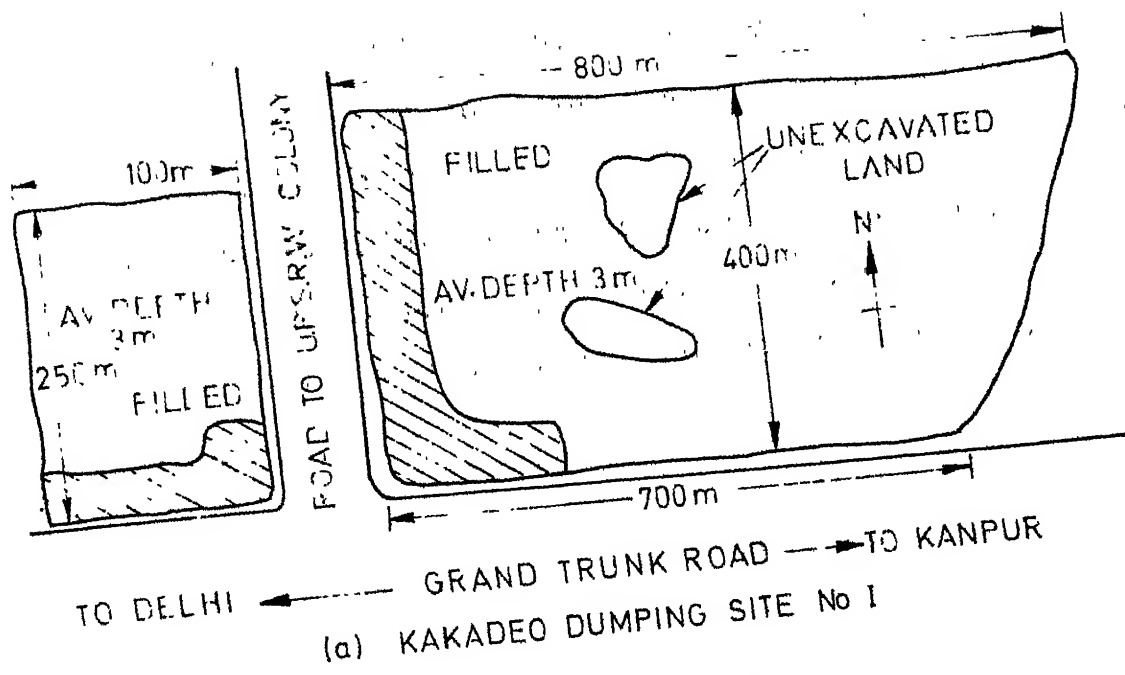 800 m
100m
ROAD TO UPSRW COLONY
FILLED
UNEXCAVATED
LAND
N
400m
AV. DEPTH 3m
AV. DEPTH
3m
250 m
FILLED
700 m
TO DELHI
GRAND TRUNK ROAD
TO KANPUR
(a) KAKADEO DUMPING SITE No I